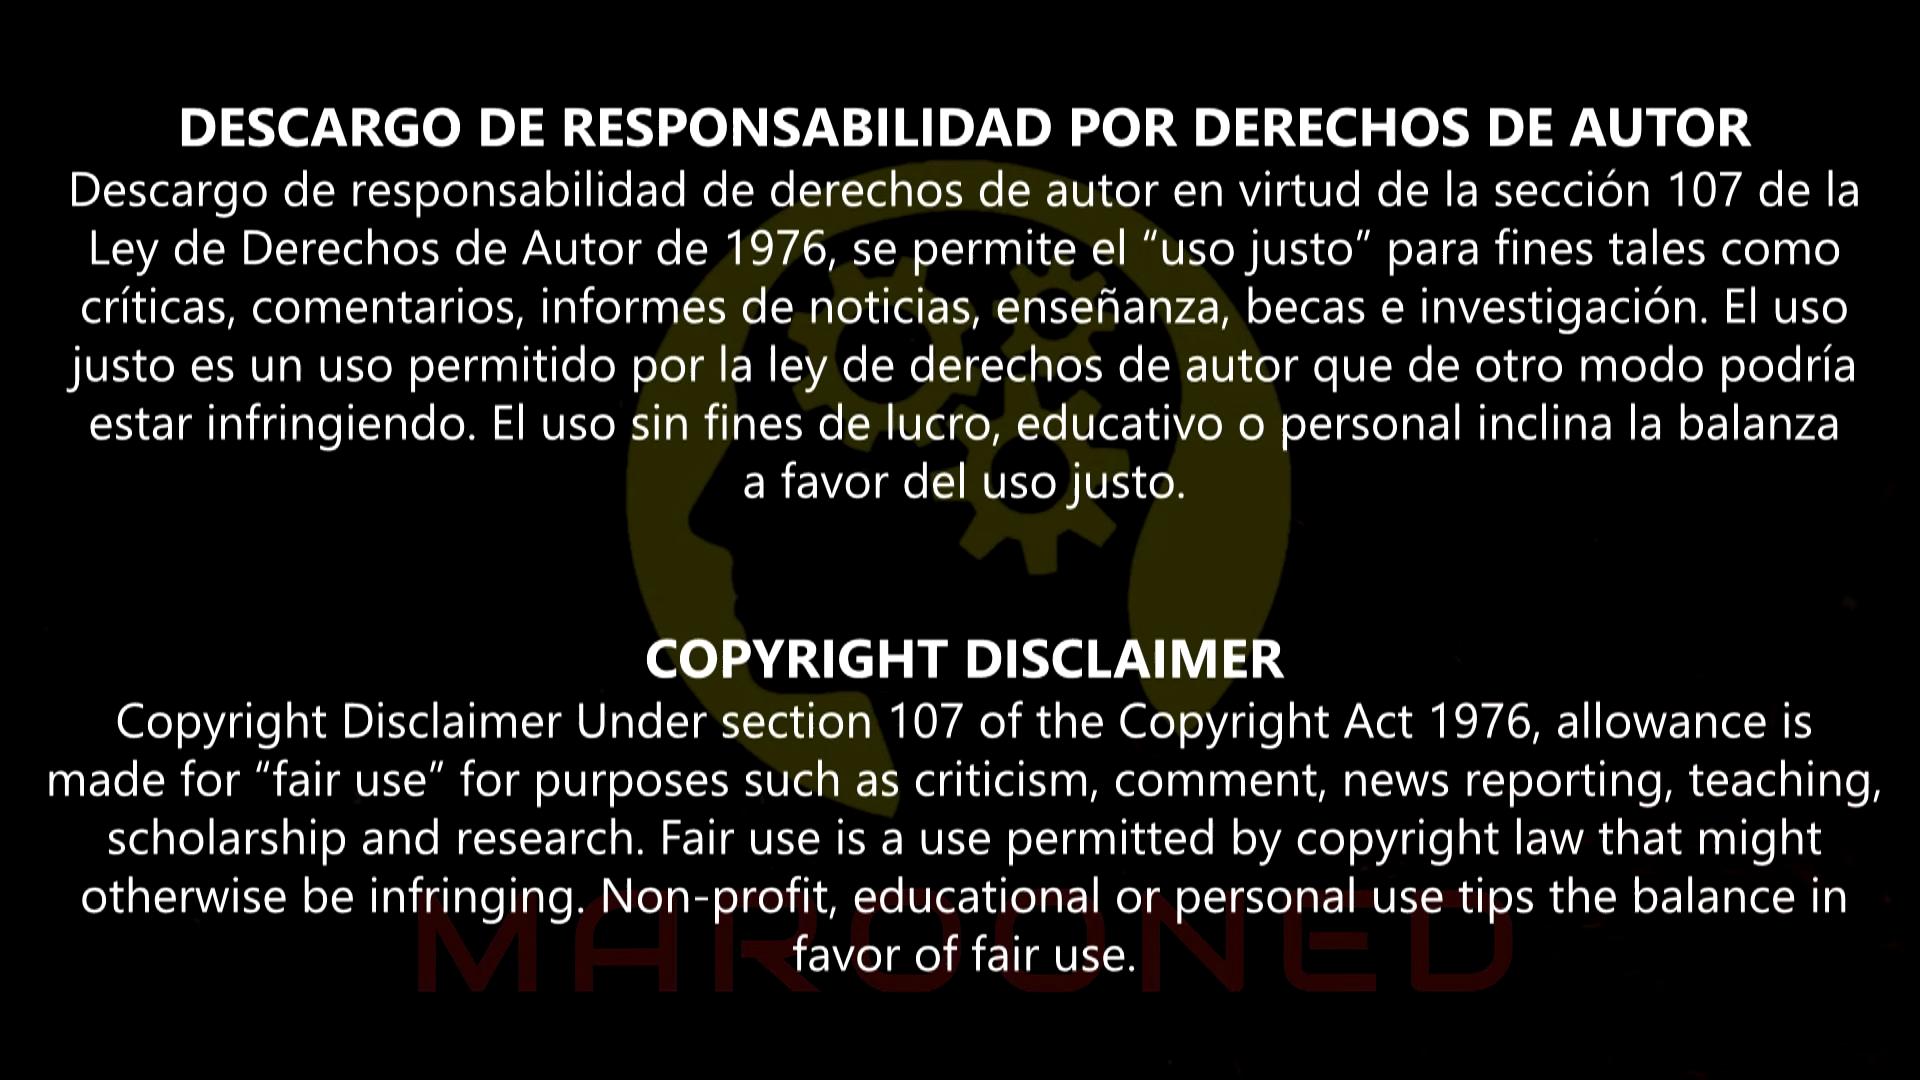 DESCARGO DE RESPONSABILIDAD POR DERECHOS DE AUTOR
Descargo de responsabilidad de derechos de autor en virtud de la sección 107 de la
Ley de Derechos de Autor de 1976, se permite el “uso justo” para fines tales como
críticas, comentarios, informes de noticias, enseñanza, becas e investigación. El uso
justo es un uso permitido por la ley de derechos de autor que de otro modo podría
estar infringiendo. El uso sin fines de lucro, educativo o personal inclina la balanza
a favor del uso justo.
COPYRIGHT DISCLAIMER
Copyright Disclaimer Under section 107 of the Copyright Act 1976, allowance is
made for “fair use” for purposes such as criticism, comment, news reporting, teaching,
scholarship and research. Fair use is a use permitted by copyright law that might
otherwise be infringing. Non-profit, educational or personal use tips the balance in
favor of fair use.
MAROONED